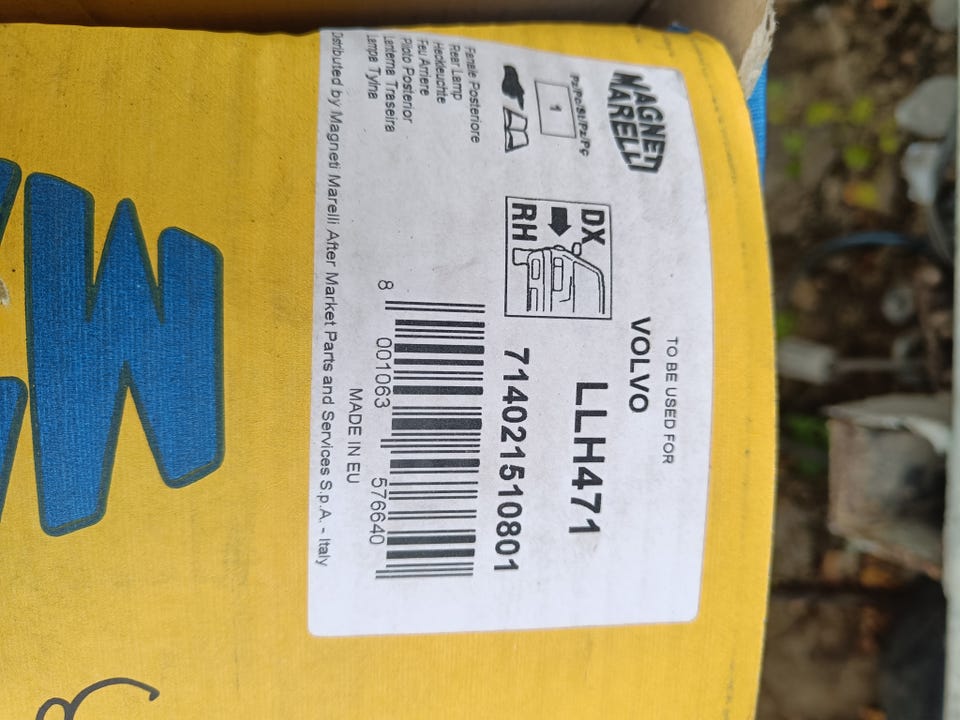 MAGNETI
MARELLI
Pz/Pc/St/Pz/Pç
1
Fanale Posteriore
Rear Lamp
Heckleuchte
Feu Arriere
Piloto Posterior
Lanterna Traseira
Lampa Tylna
DX
RH
TO BE USED FOR
VOLVO
LLH471
714021510801
8 001063 576640
MADE IN EU
Distributed by Magneti Marelli After Market Parts and Services S.p.A. - Italy